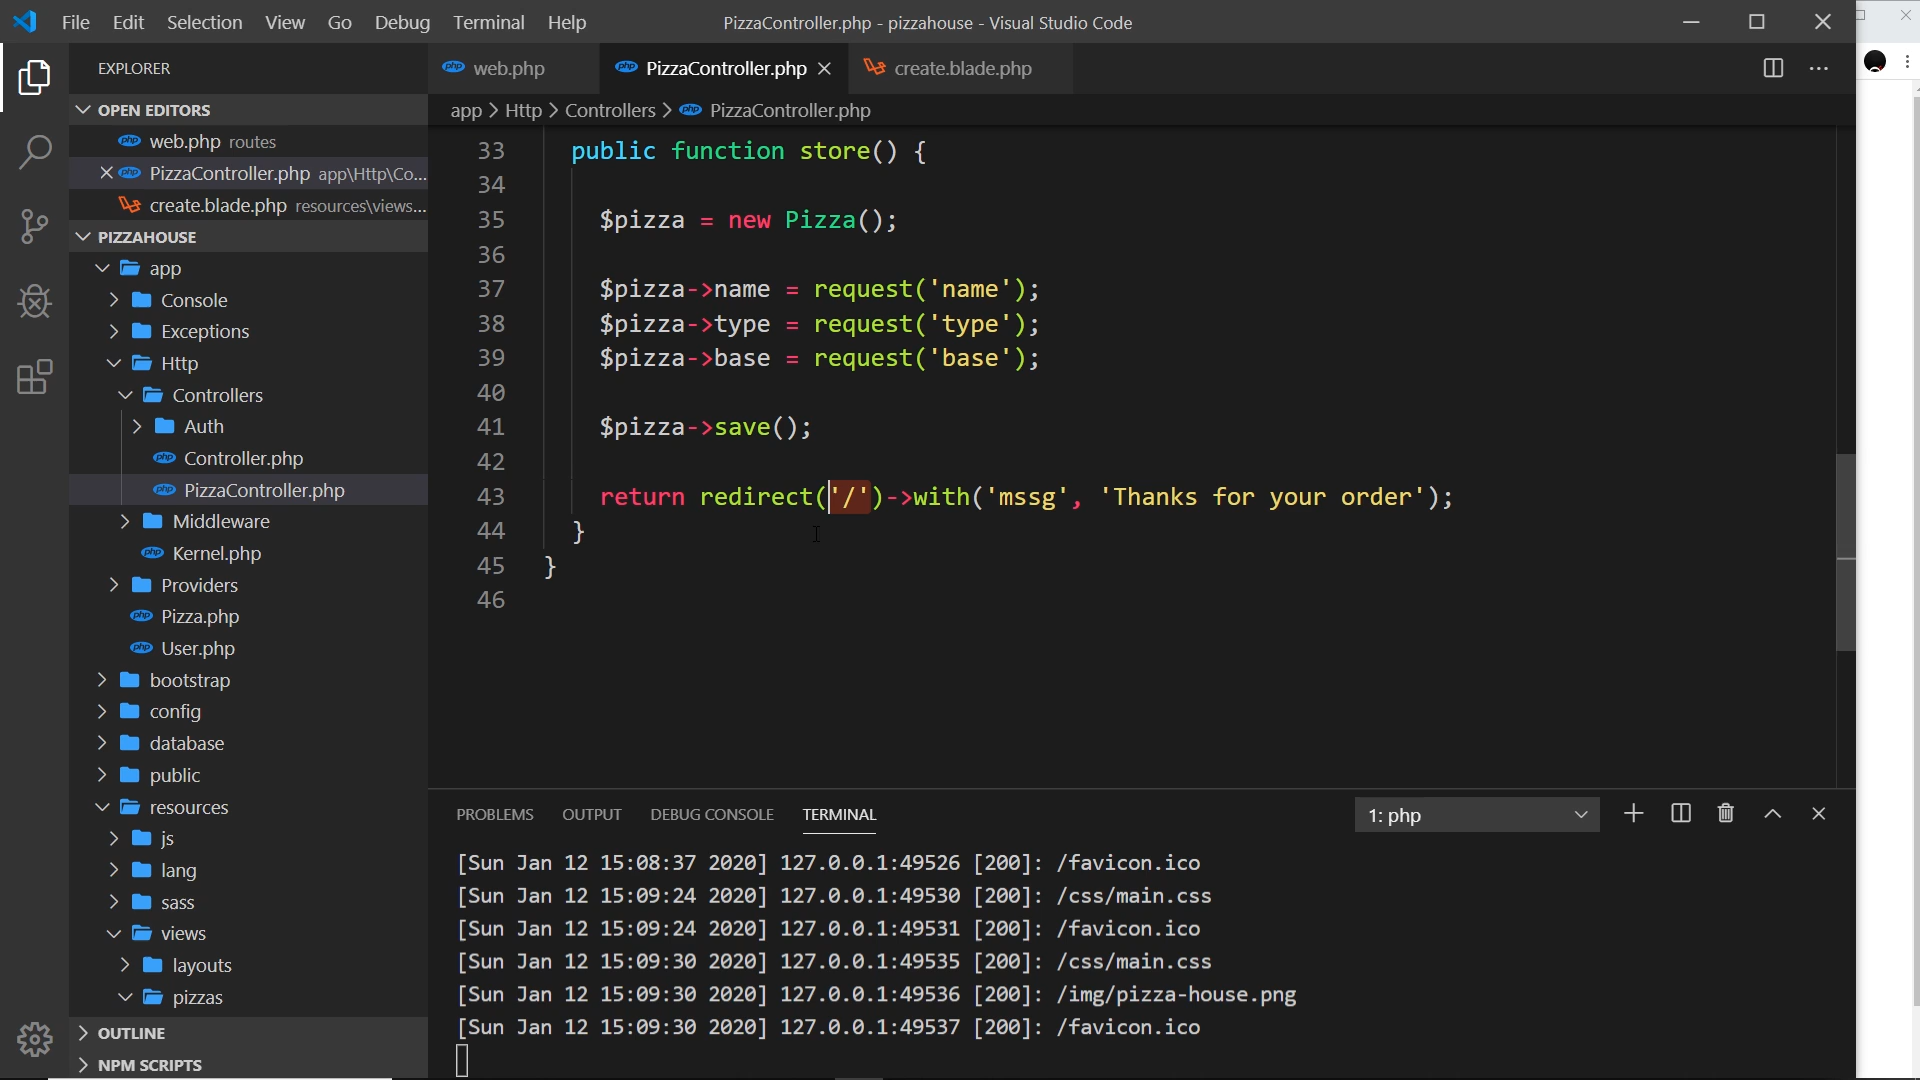 File Edit Selection View Go Debug Terminal Help PizzaController.php - pizzahouse - Visual Studio Code
EXPLORER
OPEN EDITORS
web.php routes
PizzaController.php app\Http\Co...
create.blade.php resources\views...
PIZZAHOUSE
app
Console
Exceptions
Http
Controllers
Auth
Controller.php
PizzaController.php
Middleware
Kernel.php
Providers
Pizza.php
User.php
bootstrap
config
database
public
resources
js
lang
sass
views
layouts
pizzas
OUTLINE
NPM SCRIPTS
php web.php php PizzaController.php create.blade.php
app > Http > Controllers > php PizzaController.php
33 public function store() {
34
35 $pizza = new Pizza();
36
37 $pizza->name = request('name');
38 $pizza->type = request('type');
39 $pizza->base = request('base');
40
41 $pizza->save();
42
43 return redirect('/')->with('mssg', 'Thanks for your order');
44 }
45 }
46
PROBLEMS OUTPUT DEBUG CONSOLE TERMINAL 1: php
[Sun Jan 12 15:08:37 2020] 127.0.0.1:49526 [200]: /favicon.ico
[Sun Jan 12 15:09:24 2020] 127.0.0.1:49530 [200]: /css/main.css
[Sun Jan 12 15:09:24 2020] 127.0.0.1:49531 [200]: /favicon.ico
[Sun Jan 12 15:09:30 2020] 127.0.0.1:49535 [200]: /css/main.css
[Sun Jan 12 15:09:30 2020] 127.0.0.1:49536 [200]: /img/pizza-house.png
[Sun Jan 12 15:09:30 2020] 127.0.0.1:49537 [200]: /favicon.ico